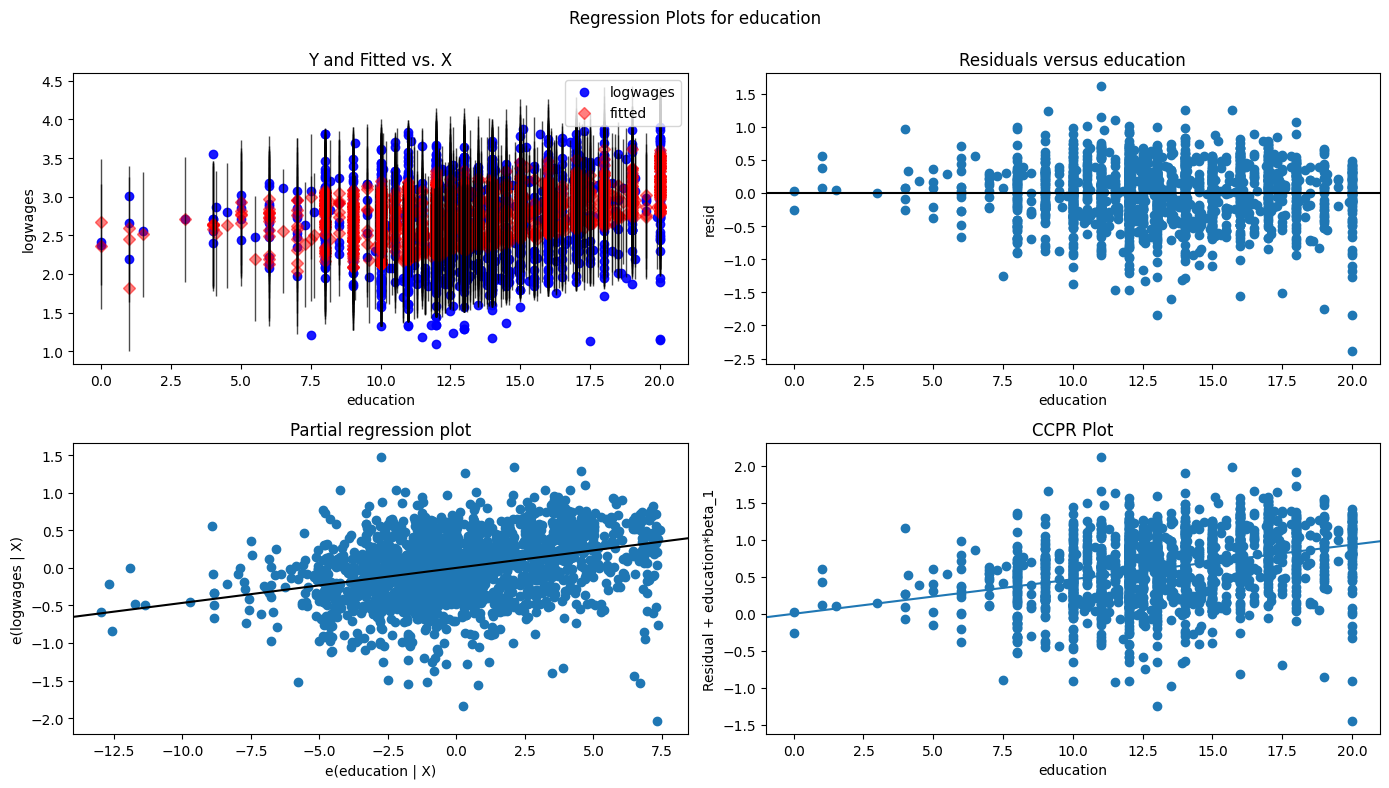 Regression Plots for education
Y and Fitted vs. X
4.5
4.0
3.5
3.0
2.5
2.0
1.5
1.0
logwages
logwages
fitted
0.0 2.5 5.0 7.5 10.0 12.5 15.0 17.5 20.0
education
Residuals versus education
1.5
1.0
0.5
0.0
−0.5
−1.0
−1.5
−2.0
−2.5
resid
0.0 2.5 5.0 7.5 10.0 12.5 15.0 17.5 20.0
education
Partial regression plot
1.5
1.0
0.5
0.0
−0.5
−1.0
−1.5
−2.0
e(logwages | X)
−12.5 −10.0 −7.5 −5.0 −2.5 0.0 2.5 5.0 7.5
e(education | X)
CCPR Plot
2.0
1.5
1.0
0.5
0.0
−0.5
−1.0
−1.5
Residual + education*beta_1
0.0 2.5 5.0 7.5 10.0 12.5 15.0 17.5 20.0
education